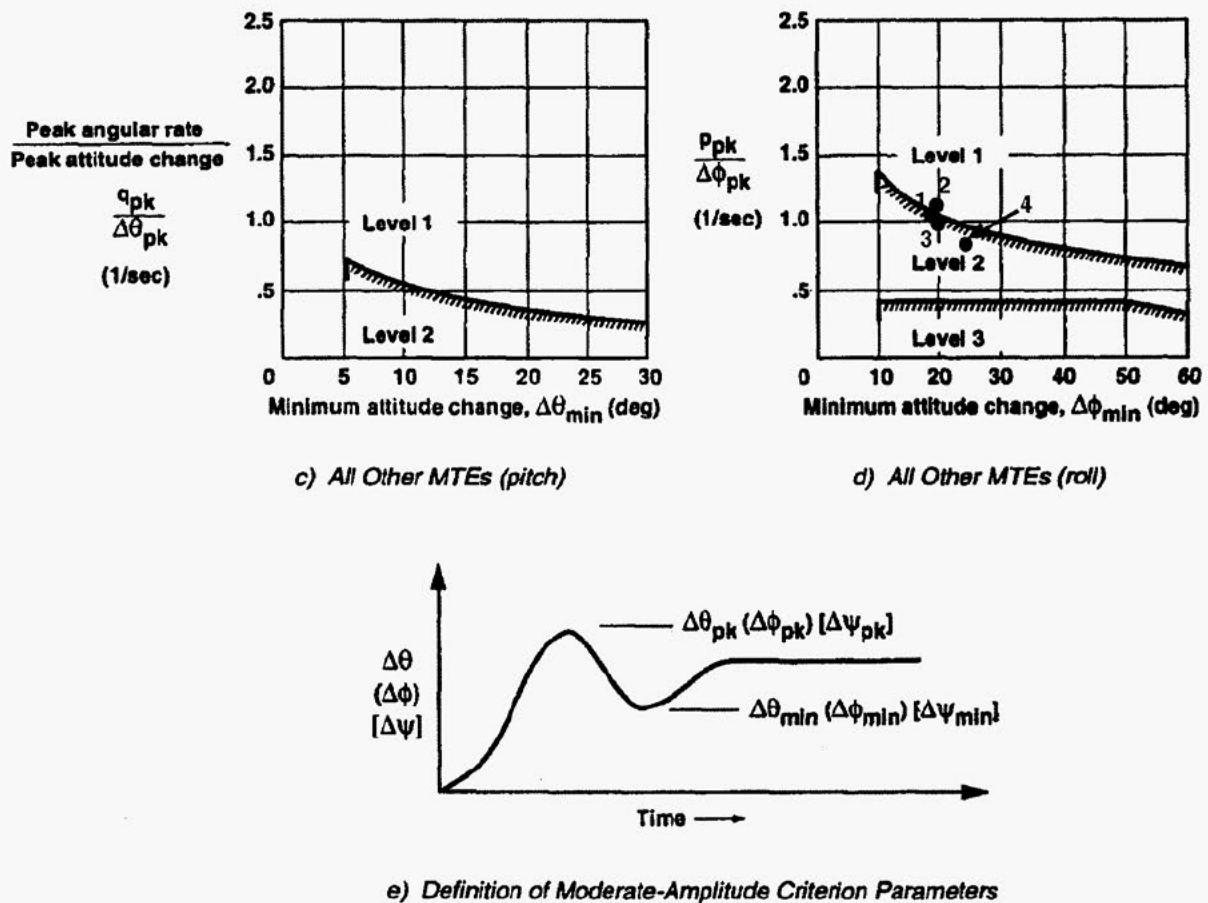 2.5
2.0
1.5
1.0
.5
0 5 10 15 20 25 30
Peak angular rate
Peak attitude change
q_pk
Δθ_pk
(1/sec)
Level 1
Level 2
Minimum attitude change, Δθ_min (deg)
c) All Other MTEs (pitch)
2.5
2.0
1.5
1.0
.5
0 10 20 30 40 50 60
p_pk
Δϕ_pk
(1/sec)
Level 1
1 2
4
3
Level 2
Level 3
Minimum attitude change, Δϕ_min (deg)
d) All Other MTEs (roll)
Δθ
(Δϕ)
[Δψ]
Δθ_pk (Δϕ_pk) [Δψ_pk]
Δθ_min (Δϕ_min) [Δψ_min]
Time
e) Definition of Moderate-Amplitude Criterion Parameters